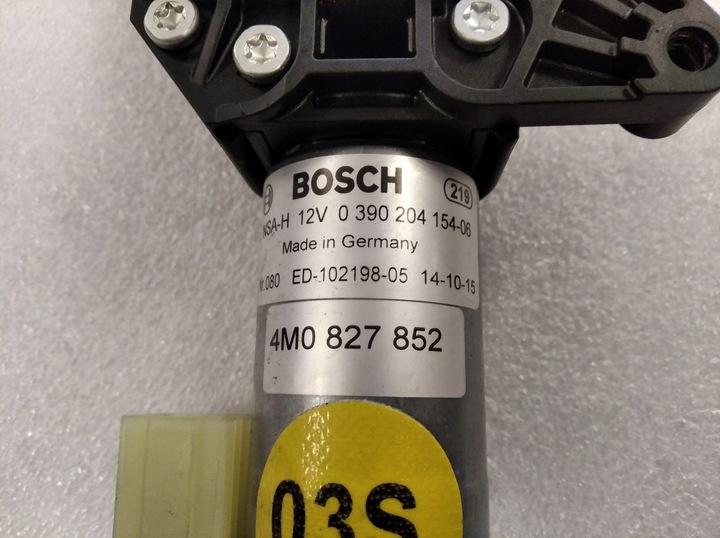 BOSCH 219
NSA-H 12V 0 390 204 154-06
Made in Germany
Nr.080 ED-102198-05 14-10-15
4M0 827 852
03S